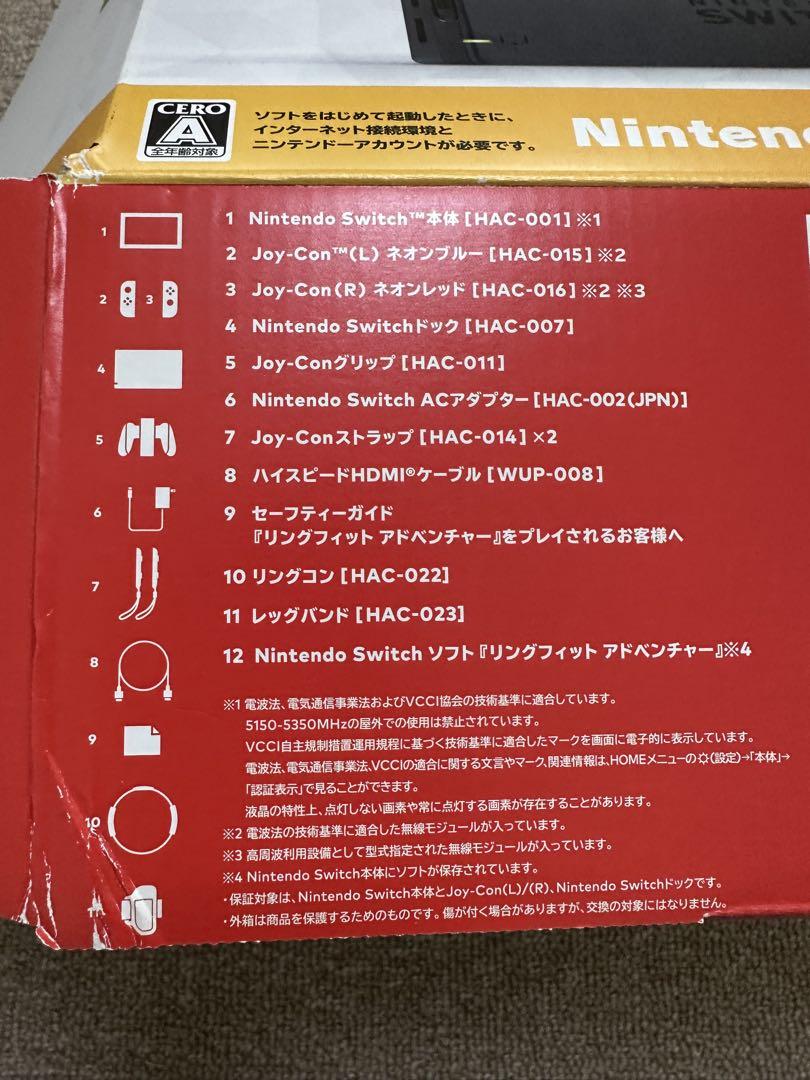 SWIT
CERO
A
全年齢対象
ソフトをはじめて起動したときに、
インターネット接続環境と
ニンテンドーアカウントが必要です。
Ninten
1 1 Nintendo Switch™本体 [HAC-001] ※1
2 Joy-Con™(L) ネオンブルー [HAC-015] ※2
2 3 3 Joy-Con(R) ネオンレッド [HAC-016] ※2 ※3
4 Nintendo Switchドック [HAC-007]
4 5 Joy-Conグリップ [HAC-011]
6 Nintendo Switch ACアダプター [HAC-002(JPN)]
5 7 Joy-Conストラップ [HAC-014] ×2
8 ハイスピードHDMI®ケーブル [WUP-008]
6 9 セーフティーガイド
『リングフィット アドベンチャー』をプレイされるお客様へ
7 10 リングコン [HAC-022]
11 レッグバンド [HAC-023]
8 12 Nintendo Switch ソフト『リングフィット アドベンチャー』※4
※1 電波法、電気通信事業法およびVCCI協会の技術基準に適合しています。
5150-5350MHzの屋外での使用は禁止されています。
9 VCCI自主規制措置運用規程に基づく技術基準に適合したマークを画面に電子的に表示しています。
電波法、電気通信事業法、VCCIの適合に関する文言やマーク、関連情報は、HOMEメニューの(設定)→「本体」→
「認証表示」で見ることができます。
10 液晶の特性上、点灯しない画素や常に点灯する画素が存在することがあります。
※2 電波法の技術基準に適合した無線モジュールが入っています。
※3 高周波利用設備として型式指定された無線モジュールが入っています。
※4 Nintendo Switch本体にソフトが保存されています。
・保証対象は、Nintendo Switch本体とJoy-Con(L)/(R)、Nintendo Switchドックです。
11 ・外箱は商品を保護するためのものです。傷が付く場合がありますが、交換の対象にはなりません。